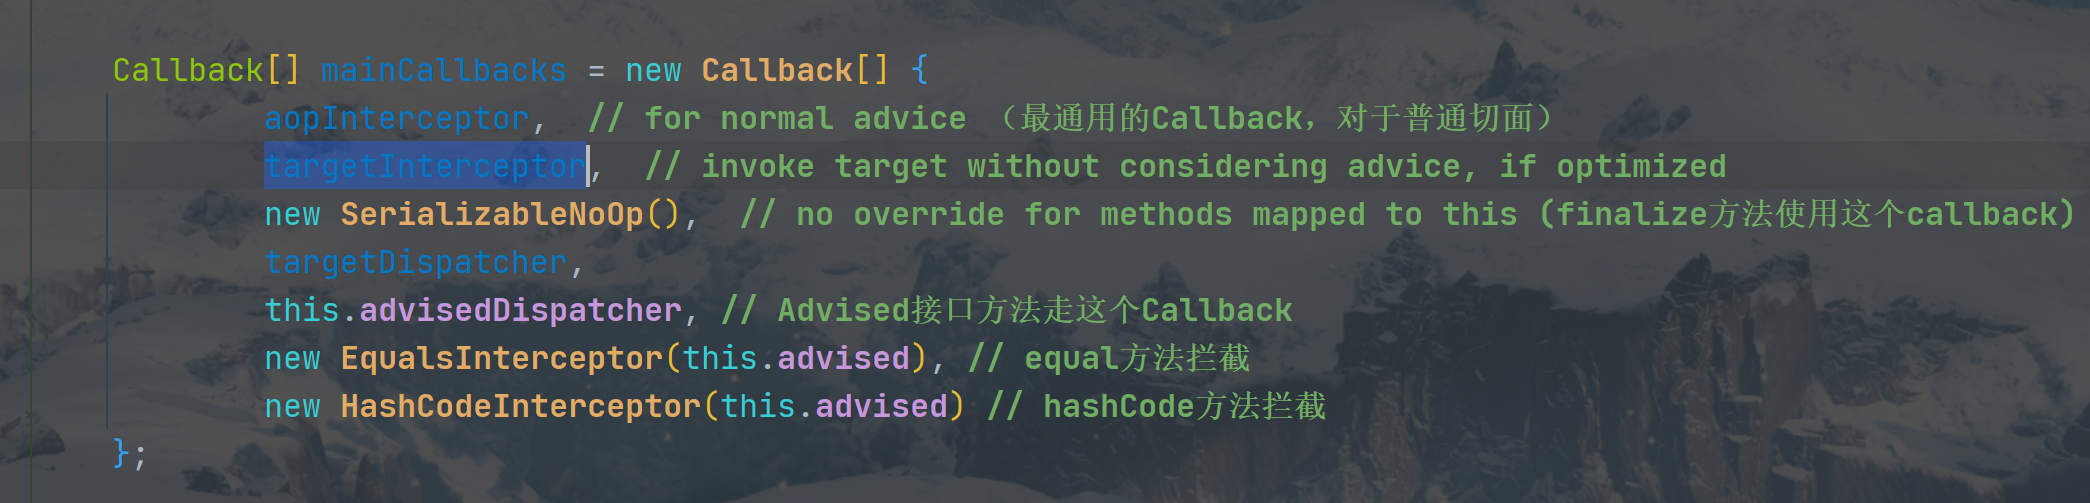 Callback[] mainCallbacks = new Callback[] {
aopInterceptor,  // for normal advice （最通用的Callback，对于普通切面）
targetInterceptor,  // invoke target without considering advice, if optimized
new SerializableNoOp(),  // no override for methods mapped to this (finalize方法使用这个callback)
targetDispatcher,
this.advisedDispatcher, // Advised接口方法走这个Callback
new EqualsInterceptor(this.advised), // equal方法拦截
new HashCodeInterceptor(this.advised) // hashCode方法拦截
};